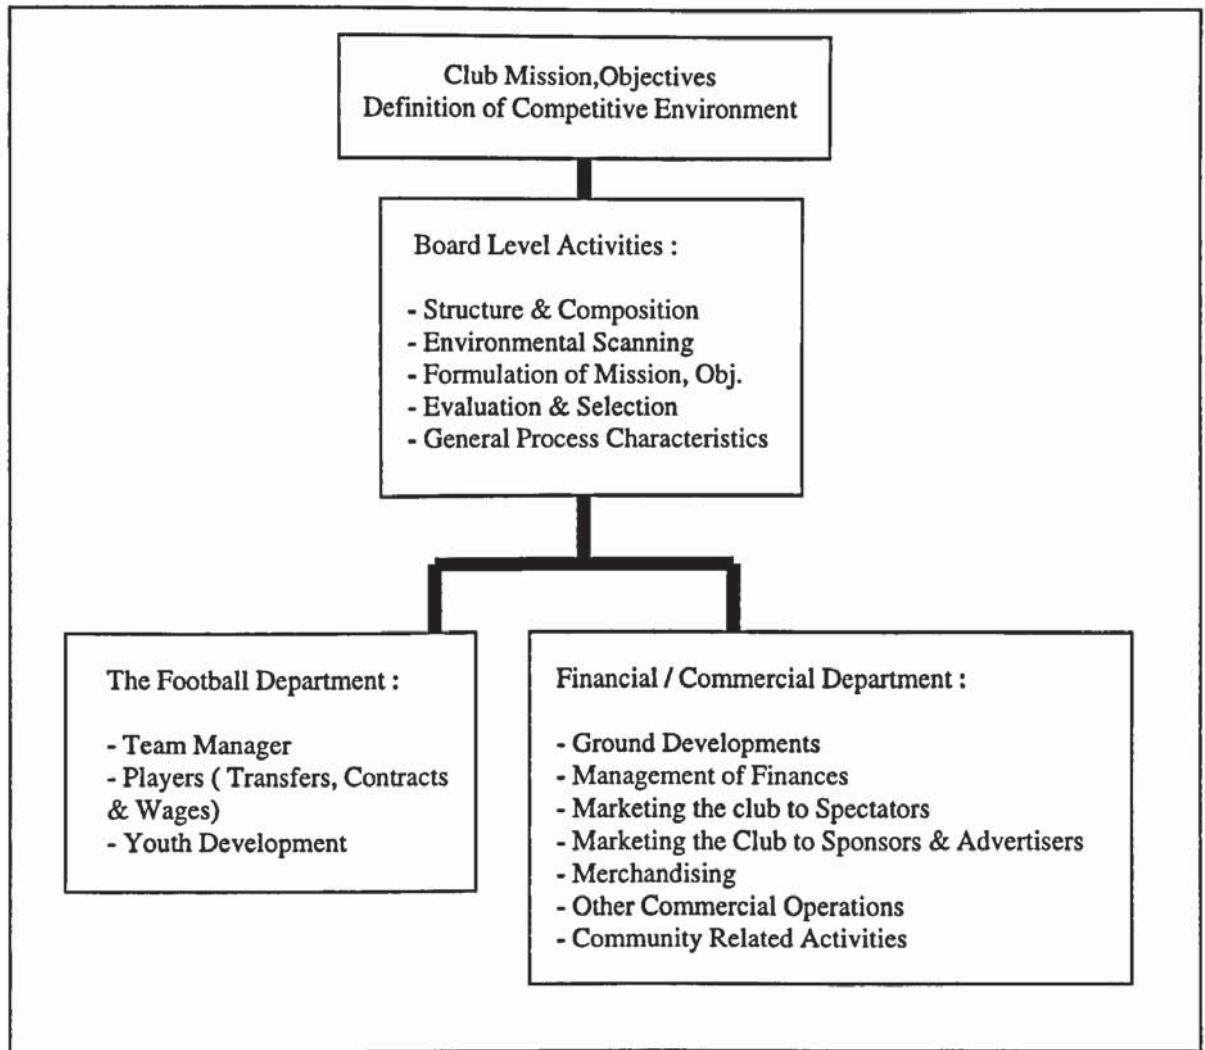 Club Mission,Objectives
Definition of Competitive Environment
Board Level Activities :
- Structure & Composition
- Environmental Scanning
- Formulation of Mission, Obj.
- Evaluation & Selection
- General Process Characteristics
The Football Department :
- Team Manager
- Players ( Transfers, Contracts
& Wages)
- Youth Development
Financial / Commercial Department :
- Ground Developments
- Management of Finances
- Marketing the club to Spectators
- Marketing the Club to Sponsors & Advertisers
- Merchandising
- Other Commercial Operations
- Community Related Activities